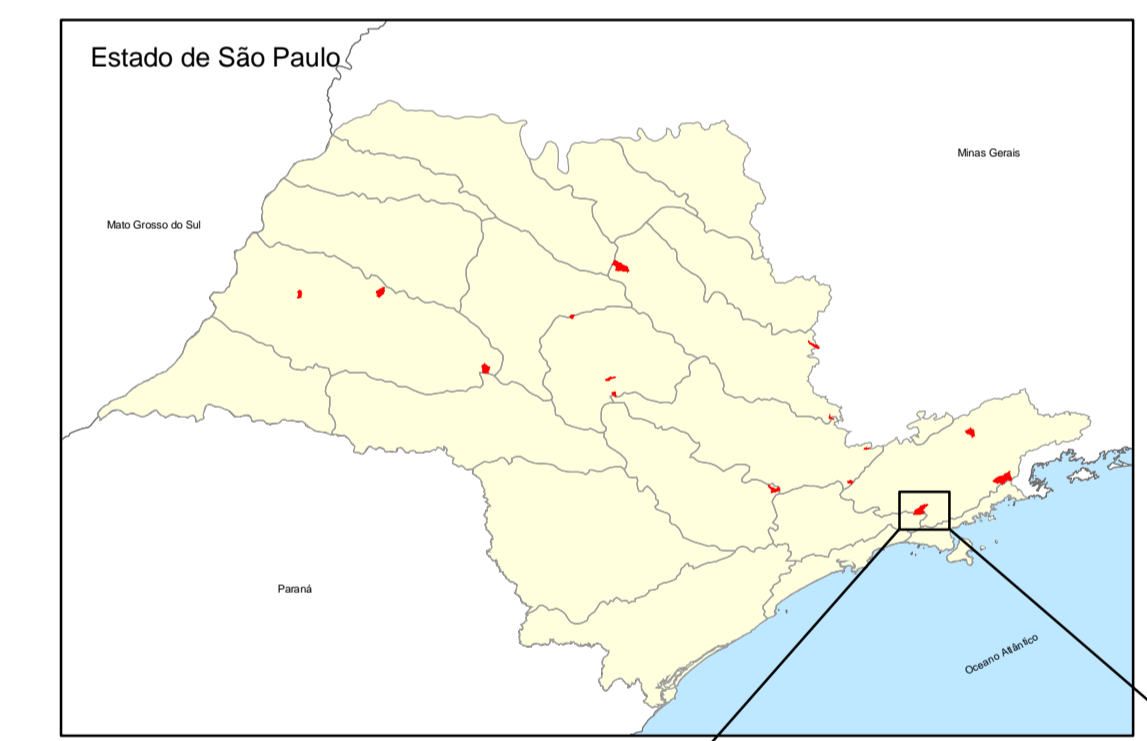 Estado de São Paulo
Minas Gerais
Mato Grosso do Sul
Paraná
Oceano Atlântico